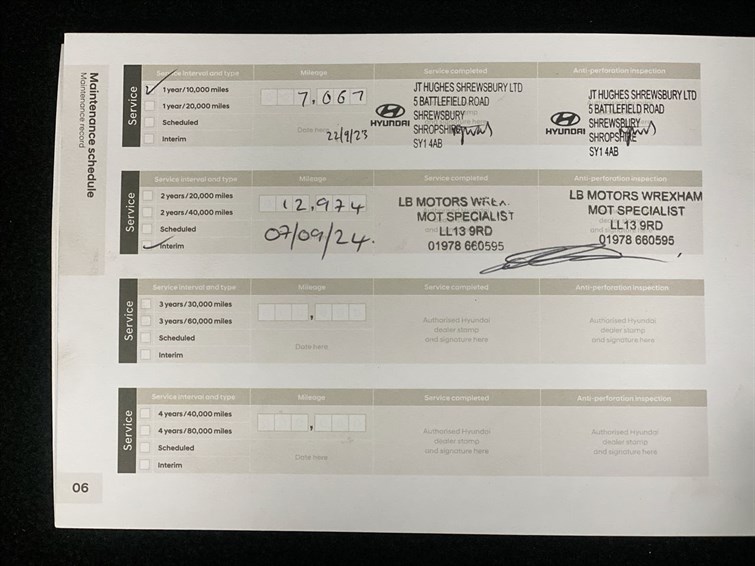 Maintenance schedule
Maintenance record
Service
Service interval and type
Mileage
Service completed
Anti-perforation inspection
1 year/10,000 miles
1 year/20,000 miles
Scheduled
Interim
7,067
Date here
22/9/23
HYUNDAI
JT HUGHES SHREWSBURY LTD
5 BATTLEFIELD ROAD
SHREWSBURY
SHROPSHIRE
SY1 4AB
HYUNDAI
JT HUGHES SHREWSBURY LTD
5 BATTLEFIELD ROAD
SHREWSBURY
SHROPSHIRE
SY1 4AB
Service
Service interval and type
Mileage
Service completed
Anti-perforation inspection
2 years/20,000 miles
2 years/40,000 miles
Scheduled
Interim
12,974
07/09/24.
LB MOTORS
MOT SPECIALIST
LL13 9RD
01978 660595
LB MOTORS WREXHAM
MOT SPECIALIST
LL13 9RD
01978 660595
Service
Service interval and type
Mileage
Service completed
Anti-perforation inspection
3 years/30,000 miles
3 years/60,000 miles
Scheduled
Interim
,
Date here
Authorised Hyundai
dealer stamp
and signature here
Authorised Hyundai
dealer stamp
and signature here
Service
Service interval and type
Mileage
Service completed
Anti-perforation inspection
4 years/40,000 miles
4 years/80,000 miles
Scheduled
Interim
,
Date here
Authorised Hyundai
dealer stamp
and signature here
Authorised Hyundai
dealer stamp
and signature here
06